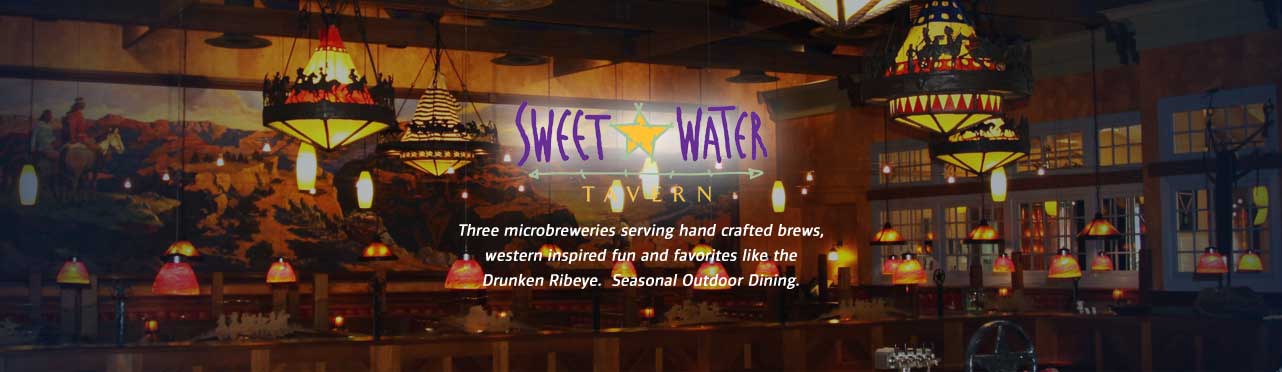 SWEET WATER
TAVERN
Three microbreweries serving hand crafted brews,
western inspired fun and favorites like the
Drunken Ribeye.  Seasonal Outdoor Dining.